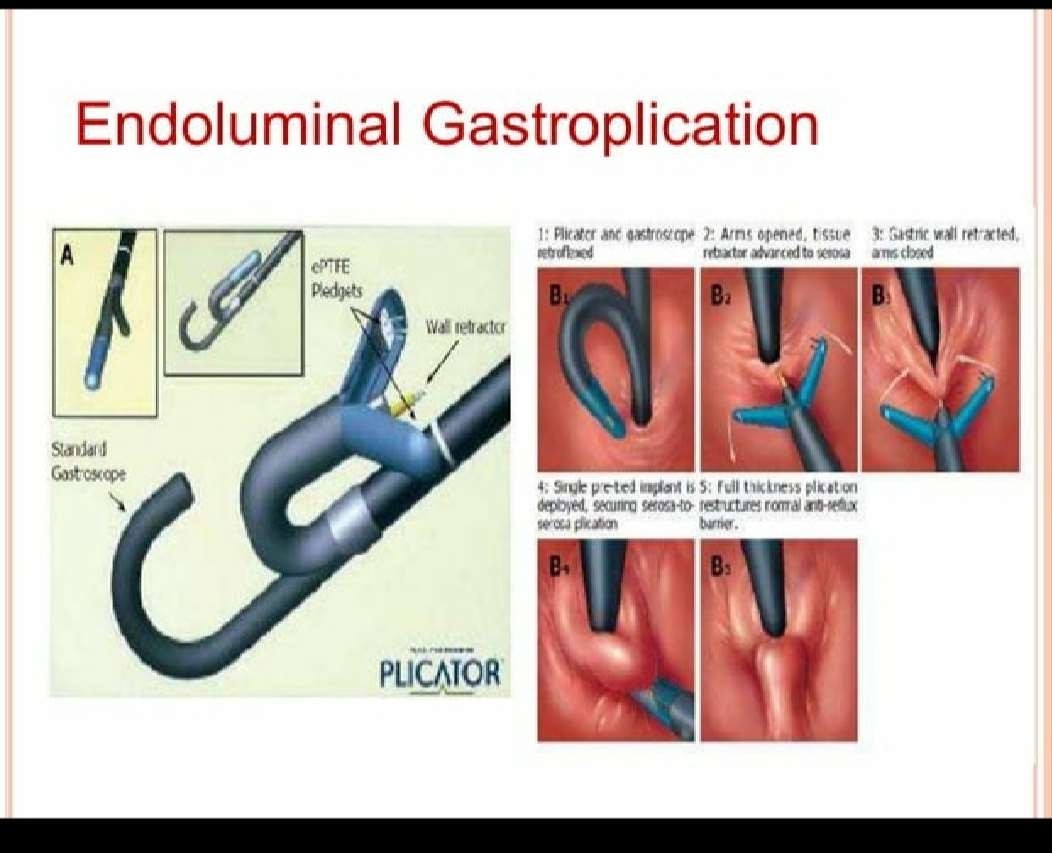 Endoluminal Gastroplication
A
ePTFE
Pledgets
Wall retractor
Standard
Gastroscope
PLICATOR
1: Plicator and gastroscope
retroflexed
2: Arms opened, tissue
retractor advanced to serosa
3: Gastric wall retracted,
arms closed
B1
B2
B3
4: Single pre-tied implant is
deployed, securing serosa-to-
serosa plication
5: Full thickness plication
restructures normal anti-reflux
barrier.
B4
B5